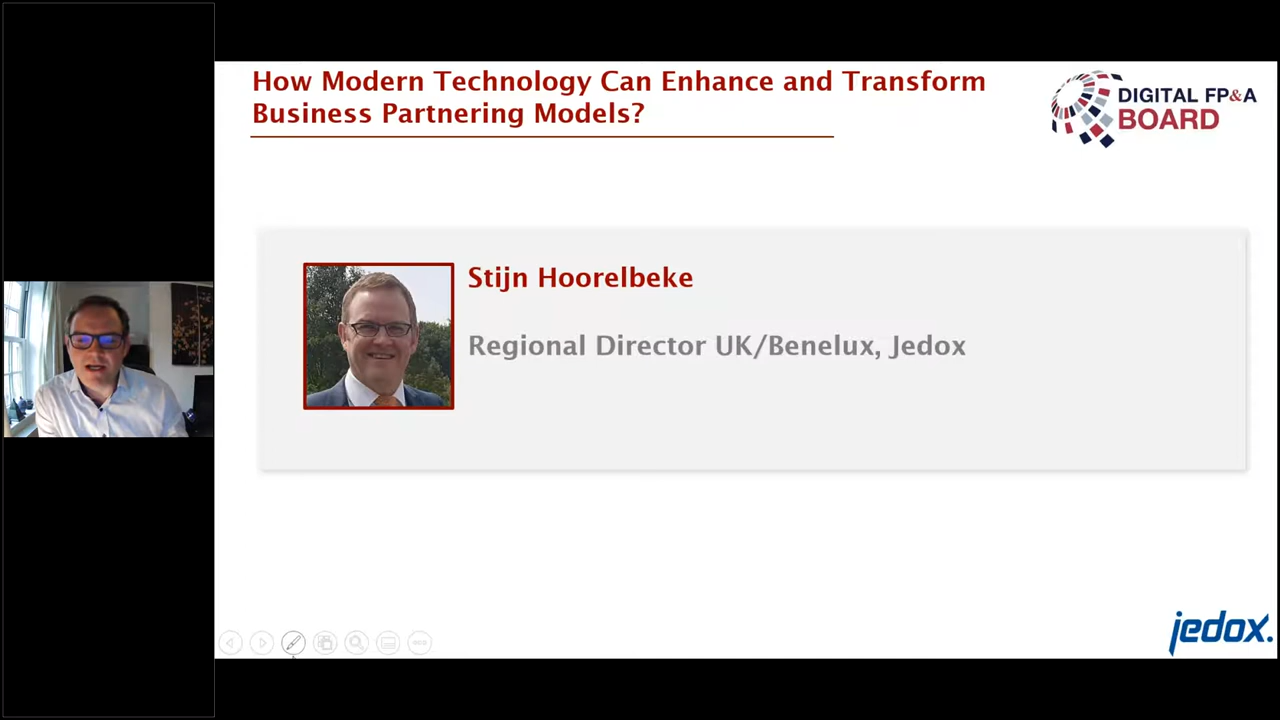 How Modern Technology Can Enhance and Transform
Business Partnering Models?
DIGITAL FP&A
BOARD
Stijn Hoorelbeke
Regional Director UK/Benelux, Jedox
jedox.